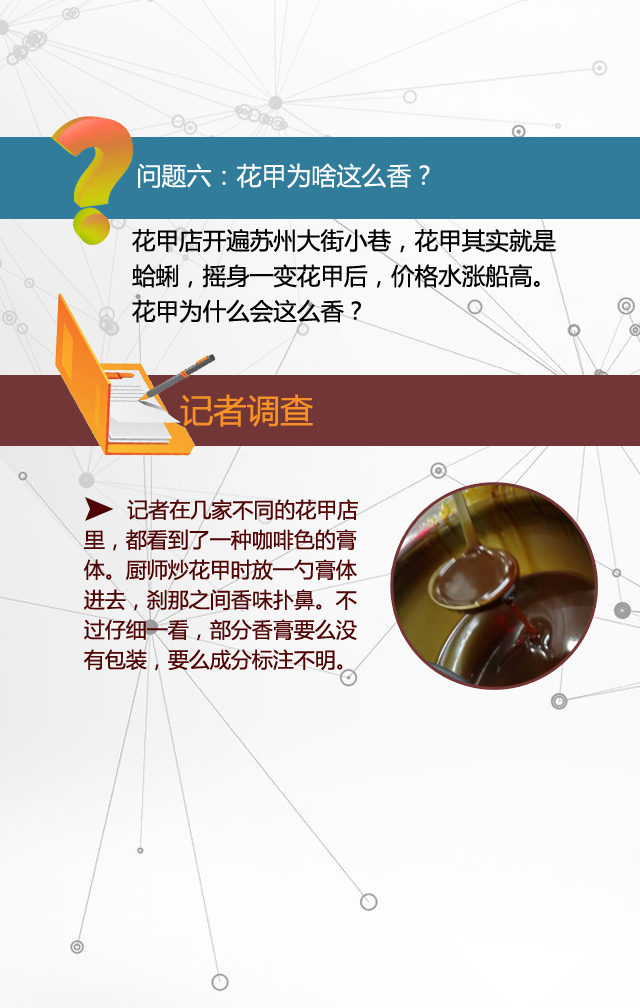 问题六：花甲为啥这么香？
花甲店开遍苏州大街小巷，花甲其实就是
蛤蜊，摇身一变花甲后，价格水涨船高。
花甲为什么会这么香？
记者调查
记者在几家不同的花甲店
里，都看到了一种咖啡色的膏
体。厨师炒花甲时放一勺膏体
进去，刹那之间香味扑鼻。不
过仔细一看，部分香膏要么没
有包装，要么成分标注不明。